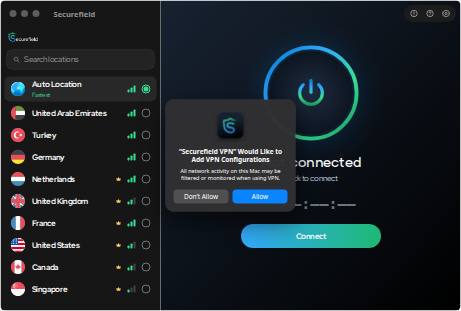 Securefield
Securefield
Search locations
Auto Location
Fastest
United Arab Emirates
Turkey
Germany
Netherlands
United Kingdom
France
United States
Canada
Singapore
"Securefield VPN" Would Like to
Add VPN Configurations
All network activity on this Mac may be
filtered or monitored when using VPN.
Don't Allow
Allow
connected
to connect
Connect